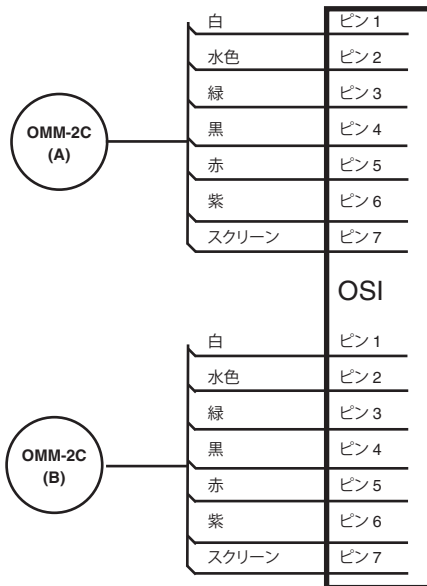 白 ピン 1
水色 ピン 2
緑 ピン 3
黒 ピン 4
OMM-2C
(A)
赤 ピン 5
紫 ピン 6
スクリーン ピン 7
OSI
白 ピン 1
水色 ピン 2
緑 ピン 3
黒 ピン 4
OMM-2C
(B)
赤 ピン 5
紫 ピン 6
スクリーン ピン 7